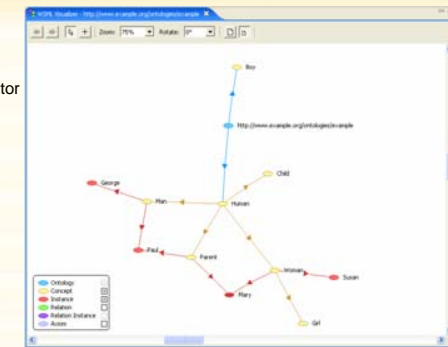 tor
WSML Visualizer - http://www.example.org/ontologies/example
Zoom: 75% Rotate: 0°
Boy
http://www.example.org/ontologies/example
Child
George
Man
Human
Paul
Parent
Woman
Susan
Mary
Girl
Ontology
Concept
Instance
Relation
Relation Instance
Axiom